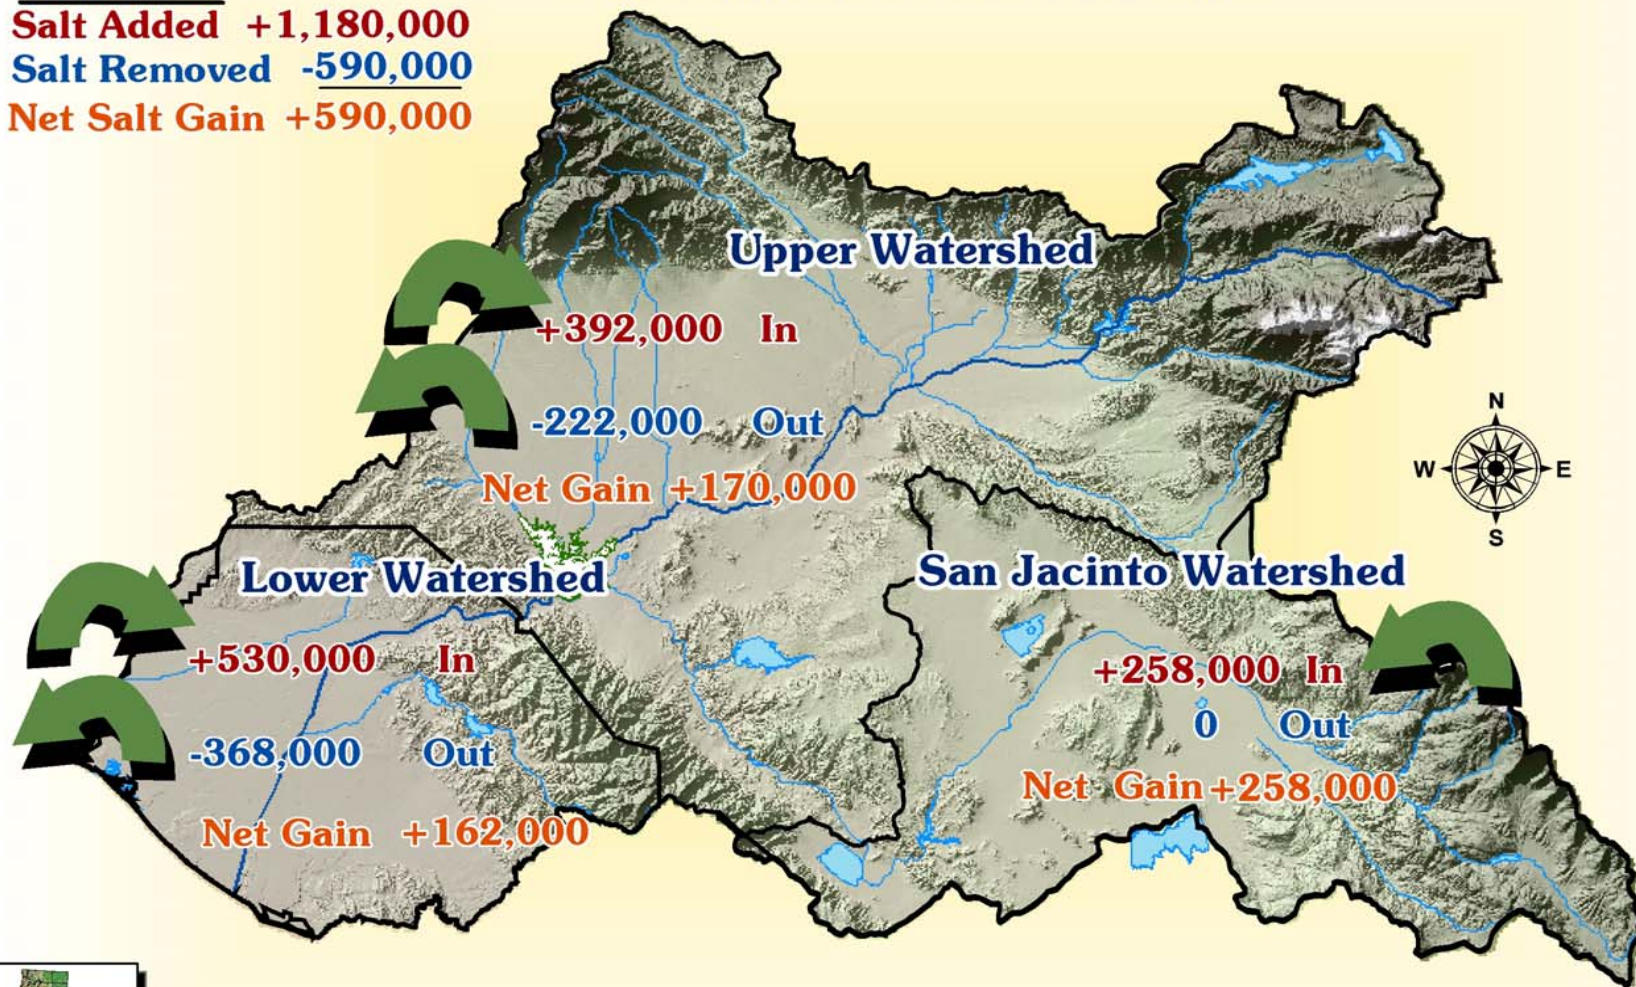 Salt Added +1,180,000
Salt Removed -590,000
Net Salt Gain +590,000
Upper Watershed
+392,000 In
-222,000 Out
Net Gain +170,000
N
W E
S
Lower Watershed
San Jacinto Watershed
+530,000 In
+258,000 In
-368,000 Out
0 Out
Net Gain +258,000
Net Gain +162,000